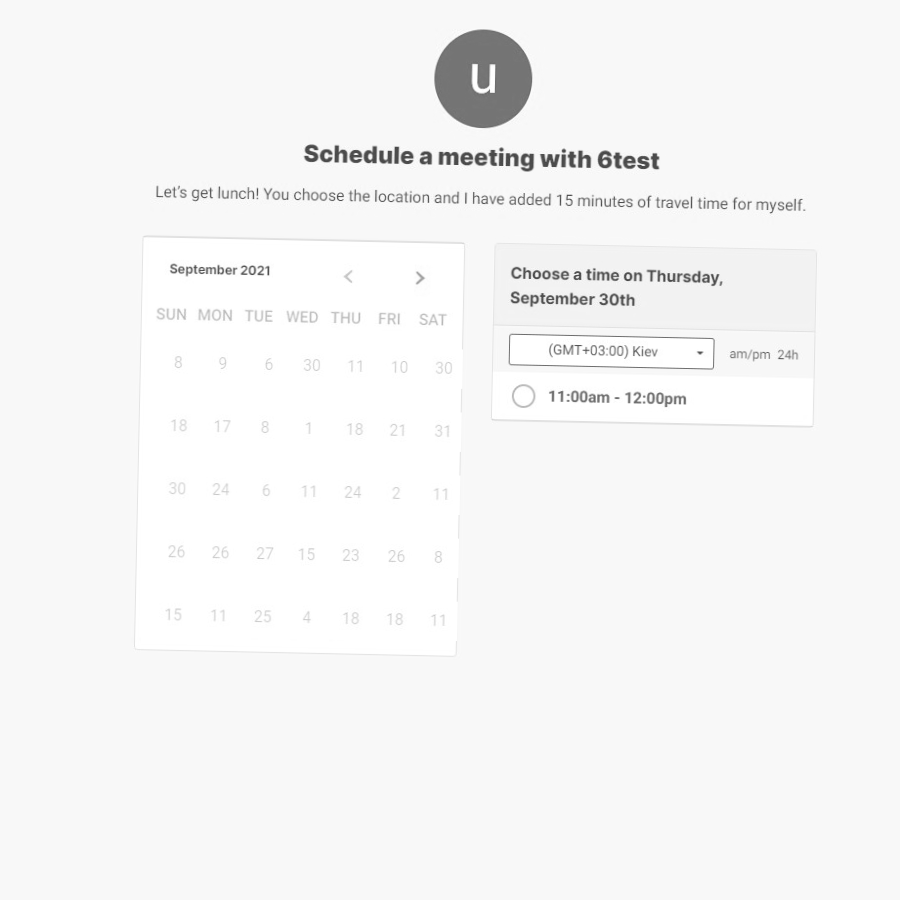 u
Schedule a meeting with 6test
Let's get lunch! You choose the location and I have added 15 minutes of travel time for myself.
September 2021
SUN MON TUE WED THU FRI SAT
8 9 6 30 11 10 30
18 17 8 1 18 21 31
30 24 6 11 24 2 11
26 26 27 15 23 26 8
15 11 25 4 18 18 11
Choose a time on Thursday,
September 30th
(GMT+03:00) Kiev am/pm 24h
11:00am - 12:00pm